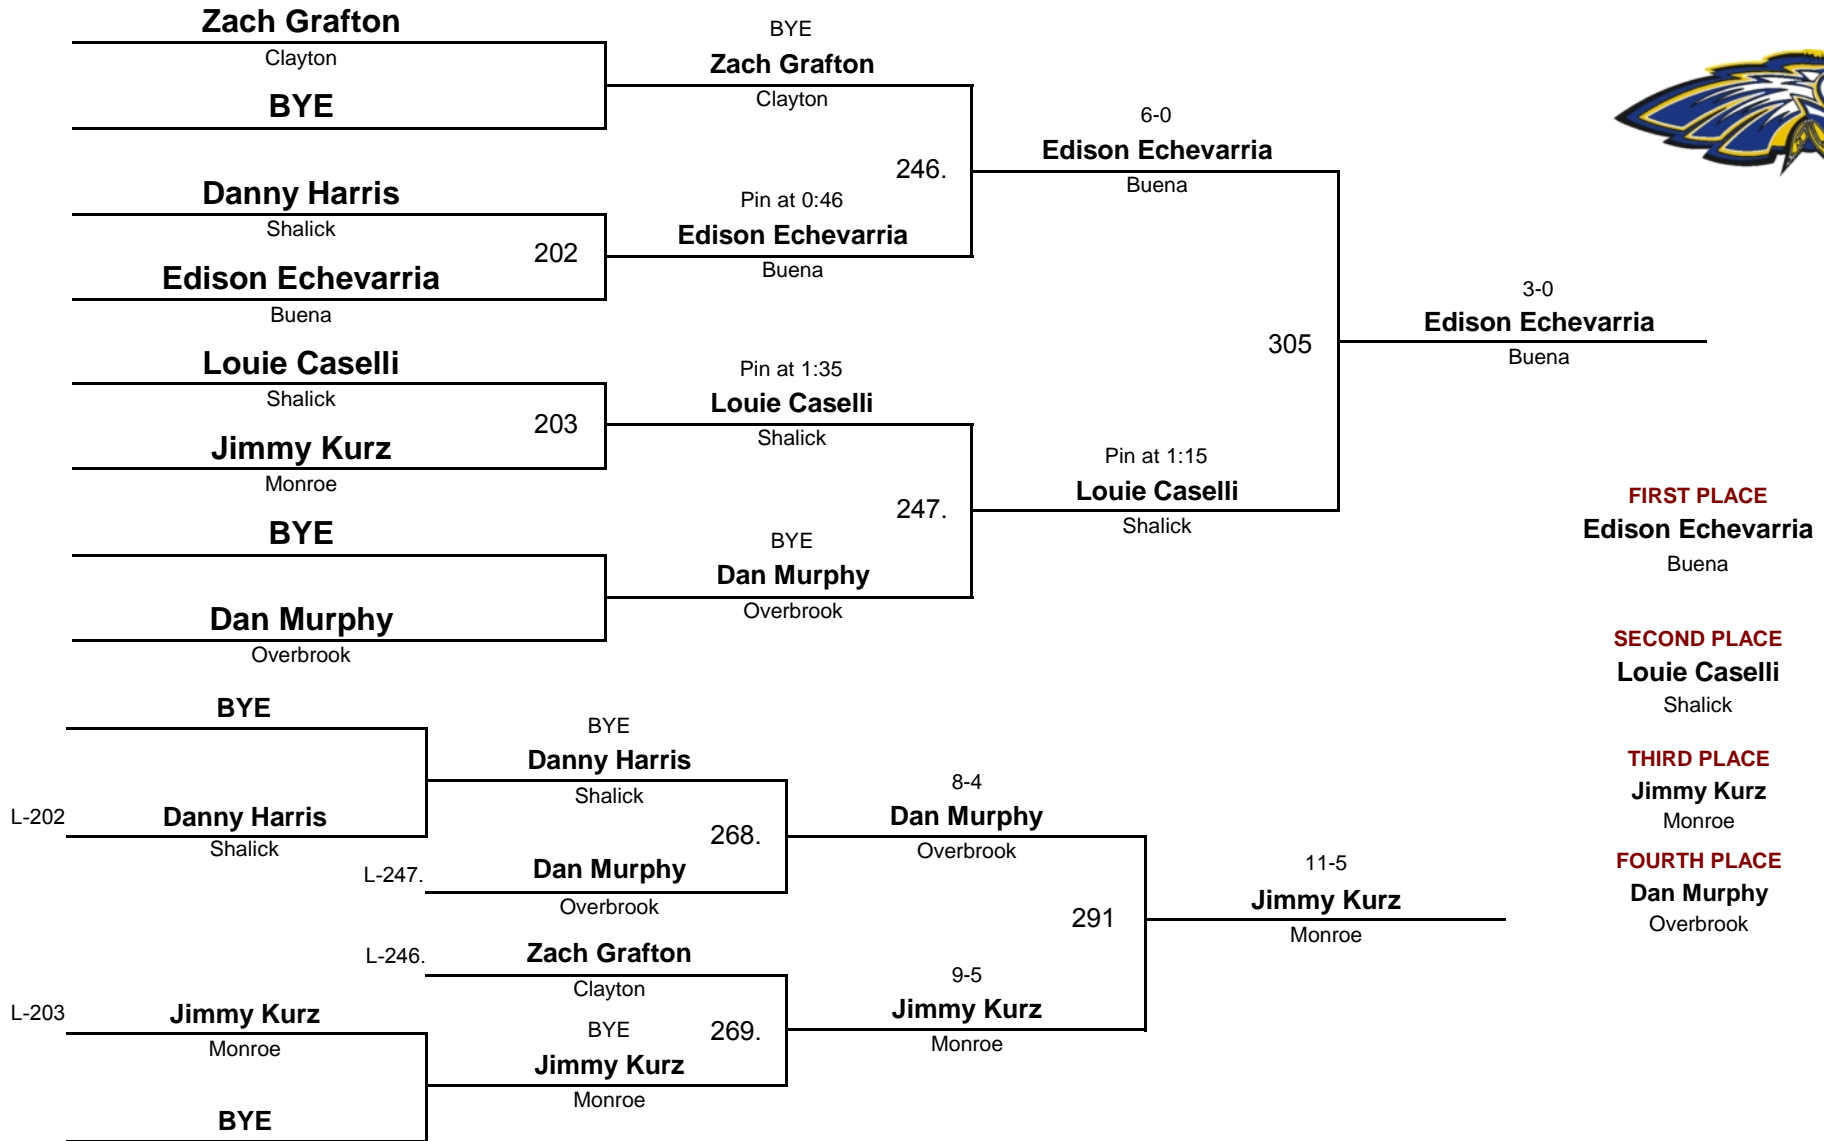 Zach Grafton
Clayton
BYE
Danny Harris
Shalick
202
Edison Echevarria
Buena
Louie Caselli
Shalick
203
Jimmy Kurz
Monroe
BYE
Dan Murphy
Overbrook
BYE
Zach Grafton
Clayton
246.
Pin at 0:46
Edison Echevarria
Buena
Pin at 1:35
Louie Caselli
Shalick
247.
BYE
Dan Murphy
Overbrook
6-0
Edison Echevarria
Buena
305
Pin at 1:15
Louie Caselli
Shalick
3-0
Edison Echevarria
Buena
FIRST PLACE
Edison Echevarria
Buena
SECOND PLACE
Louie Caselli
Shalick
THIRD PLACE
Jimmy Kurz
Monroe
FOURTH PLACE
Dan Murphy
Overbrook
BYE
L-202 Danny Harris
Shalick
BYE
Danny Harris
Shalick
268.
L-247. Dan Murphy
Overbrook
L-246. Zach Grafton
Clayton
L-203 Jimmy Kurz
Monroe
BYE
BYE
269.
Jimmy Kurz
Monroe
8-4
Dan Murphy
Overbrook
291
9-5
Jimmy Kurz
Monroe
11-5
Jimmy Kurz
Monroe